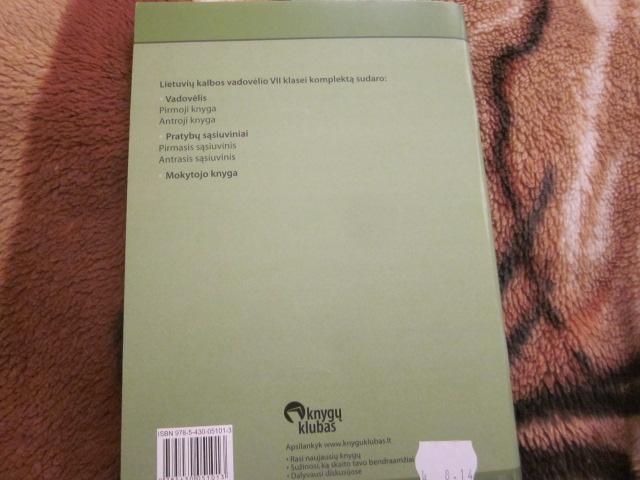 Lietuvių kalbos vadovėlio VII klasei komplektą sudaro:
• Vadovėlis
Pirmoji knyga
Antroji knyga
• Pratybų sąsiuviniai
Pirmasis sąsiuvinis
Antrasis sąsiuvinis
• Mokytojo knyga
knygų
klubas
Apsilankyk www.knyguklubas.lt
• Rasi naujausių knygų
• Sužinosi, ką skaito tavo bendraamžiai
• Dalyvausi diskusijose
ISBN 978-5-430-05101-3
8.14